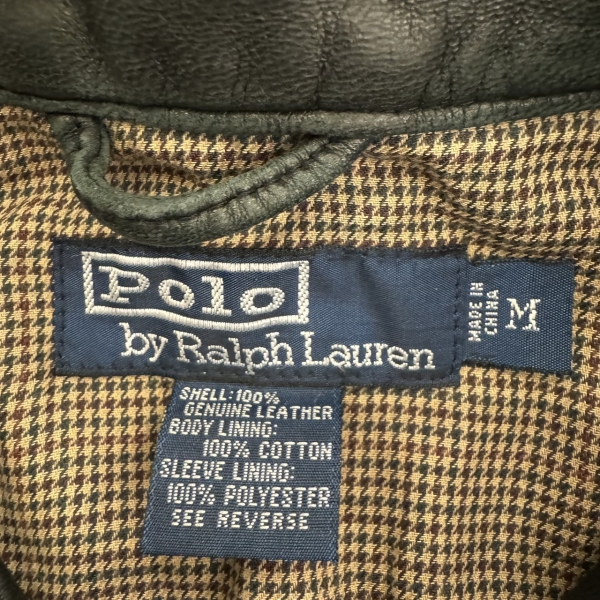 Polo
by Ralph Lauren
MADE IN
CHINA
M
SHELL: 100%
GENUINE LEATHER
BODY LINING:
100% COTTON
SLEEVE LINING:
100% POLYESTER
SEE REVERSE